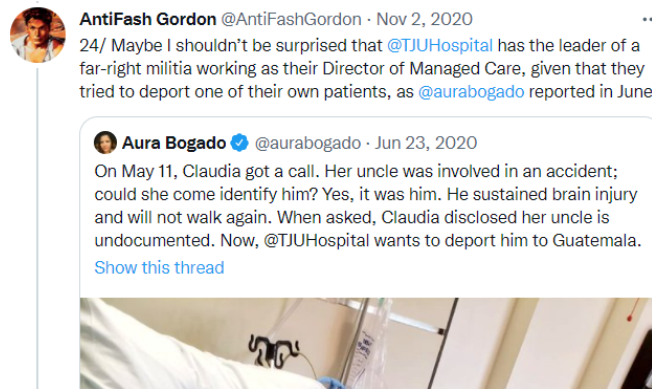 AntiFash Gordon @AntiFashGordon · Nov 2, 2020
24/ Maybe I shouldn't be surprised that @TJUHospital has the leader of a
far-right militia working as their Director of Managed Care, given that they
tried to deport one of their own patients, as @aurabogado reported in June
Aura Bogado @aurabogado · Jun 23, 2020
On May 11, Claudia got a call. Her uncle was involved in an accident;
could she come identify him? Yes, it was him. He sustained brain injury
and will not walk again. When asked, Claudia disclosed her uncle is
undocumented. Now, @TJUHospital wants to deport him to Guatemala.
Show this thread